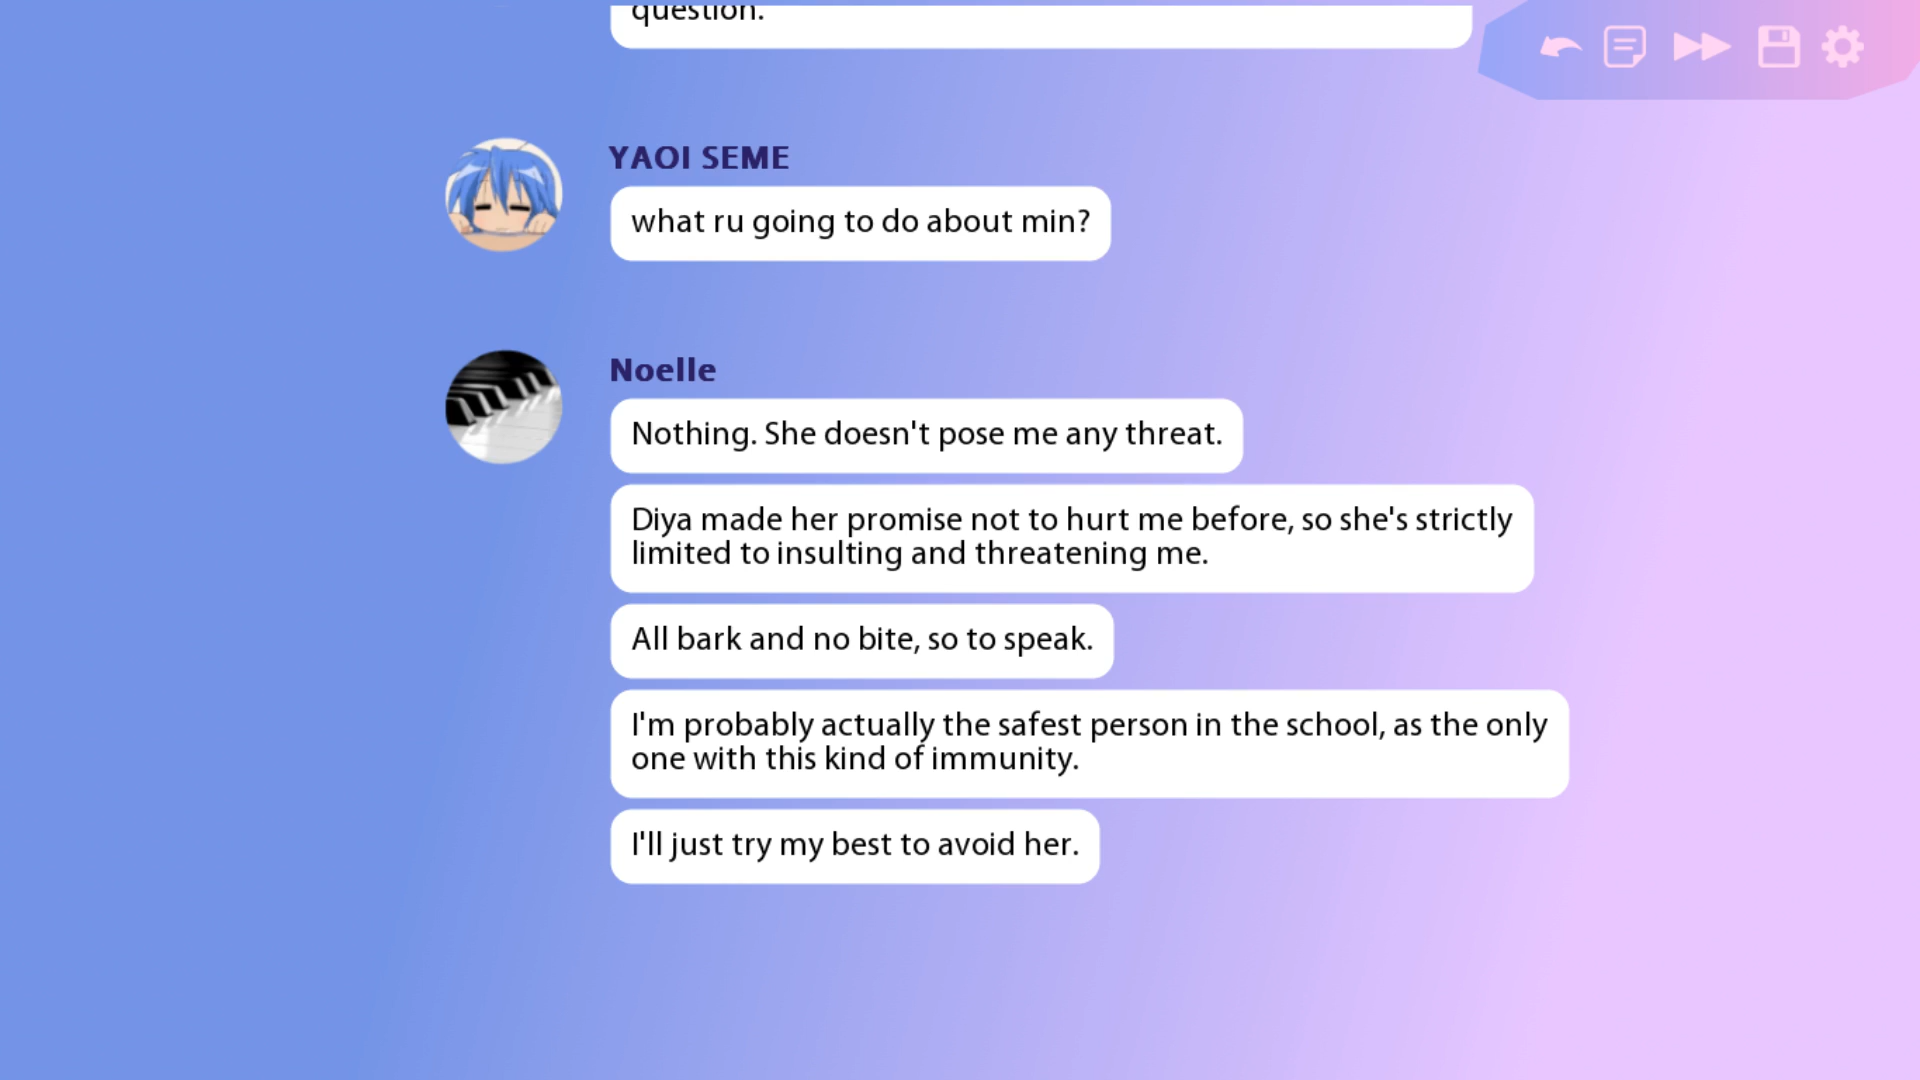 question.
YAOI SEME
what ru going to do about min?
Noelle
Nothing. She doesn't pose me any threat.
Diya made her promise not to hurt me before, so she's strictly
limited to insulting and threatening me.
All bark and no bite, so to speak.
I'm probably actually the safest person in the school, as the only
one with this kind of immunity.
I'll just try my best to avoid her.